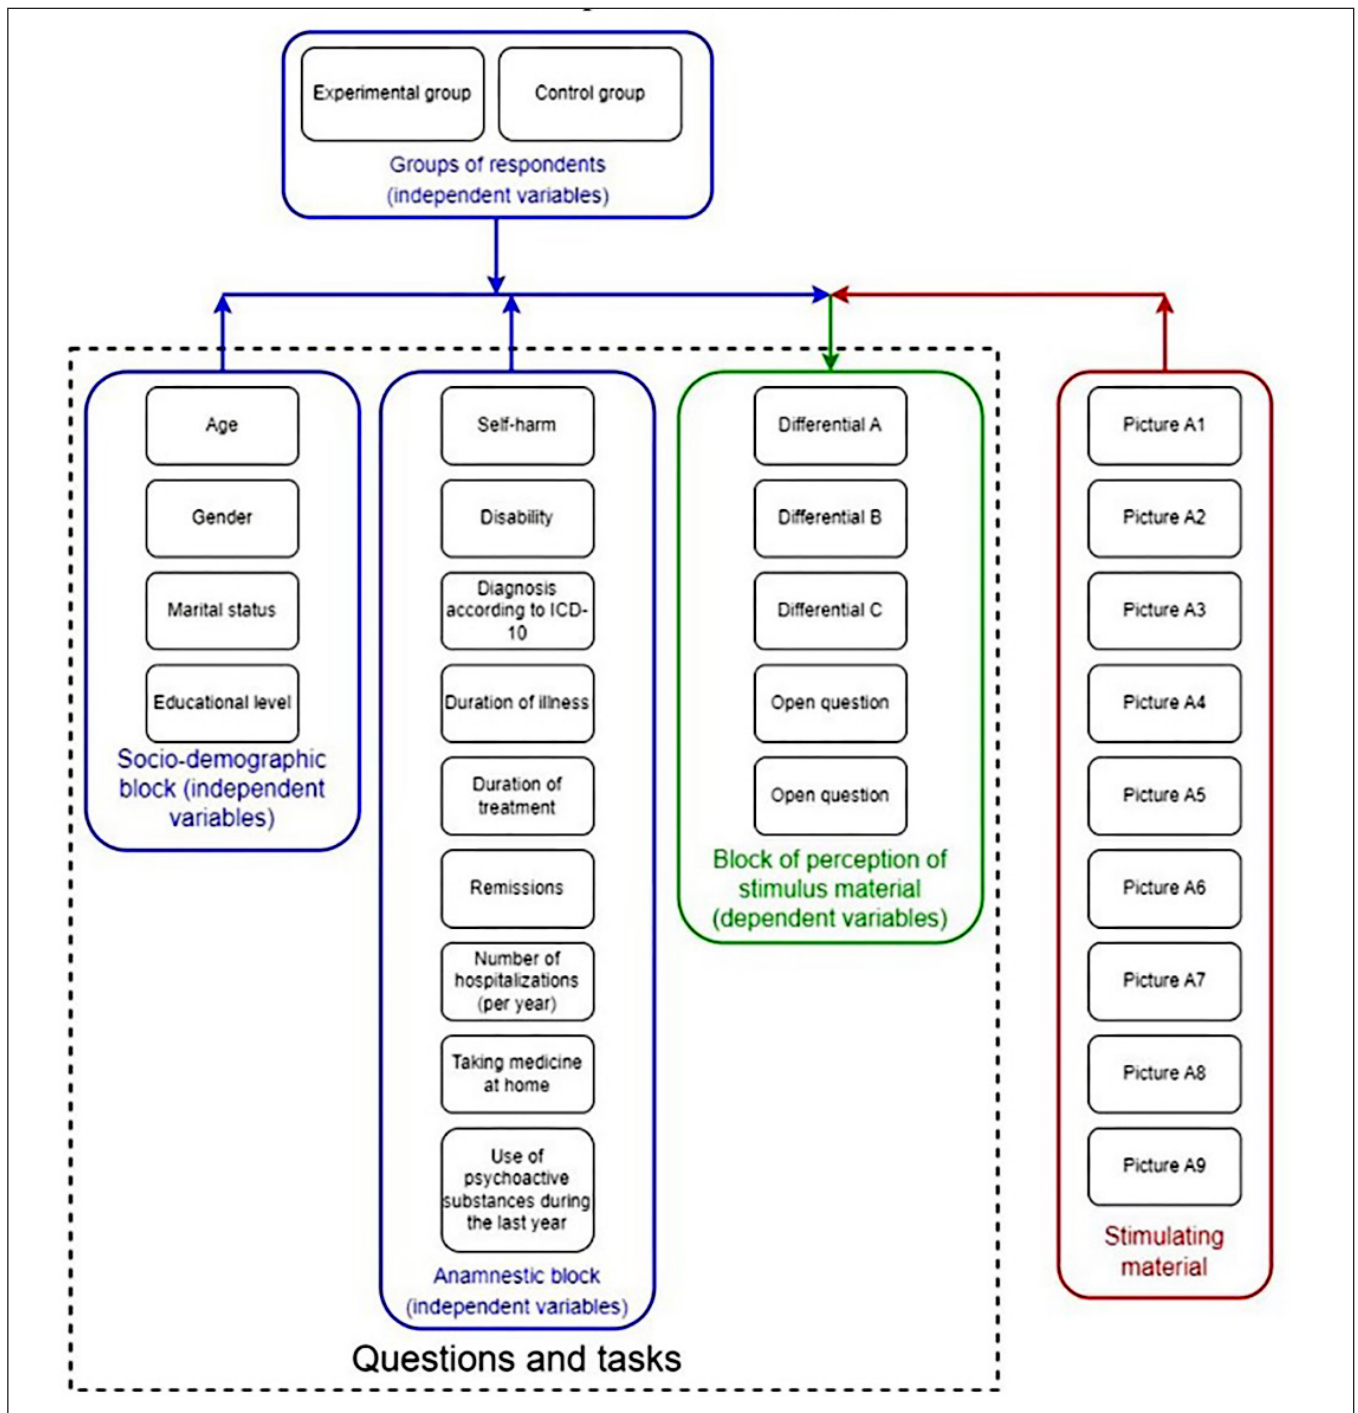 Experimental group
Control group
Groups of respondents
(independent variables)
Age
Gender
Marital status
Educational level
Socio-demographic
block (independent
variables)
Self-harm
Disability
Diagnosis
according to ICD-
10
Duration of illness
Duration of
treatment
Remissions
Number of
hospitalizations
(per year)
Taking medicine
at home
Use of
psychoactive
substances during
the last year
Anamnestic block
(independent variables)
Differential A
Differential B
Differential C
Open question
Open question
Block of perception of
stimulus material
(dependent variables)
Picture A1
Picture A2
Picture A3
Picture A4
Picture A5
Picture A6
Picture A7
Picture A8
Picture A9
Stimulating
material
Questions and tasks